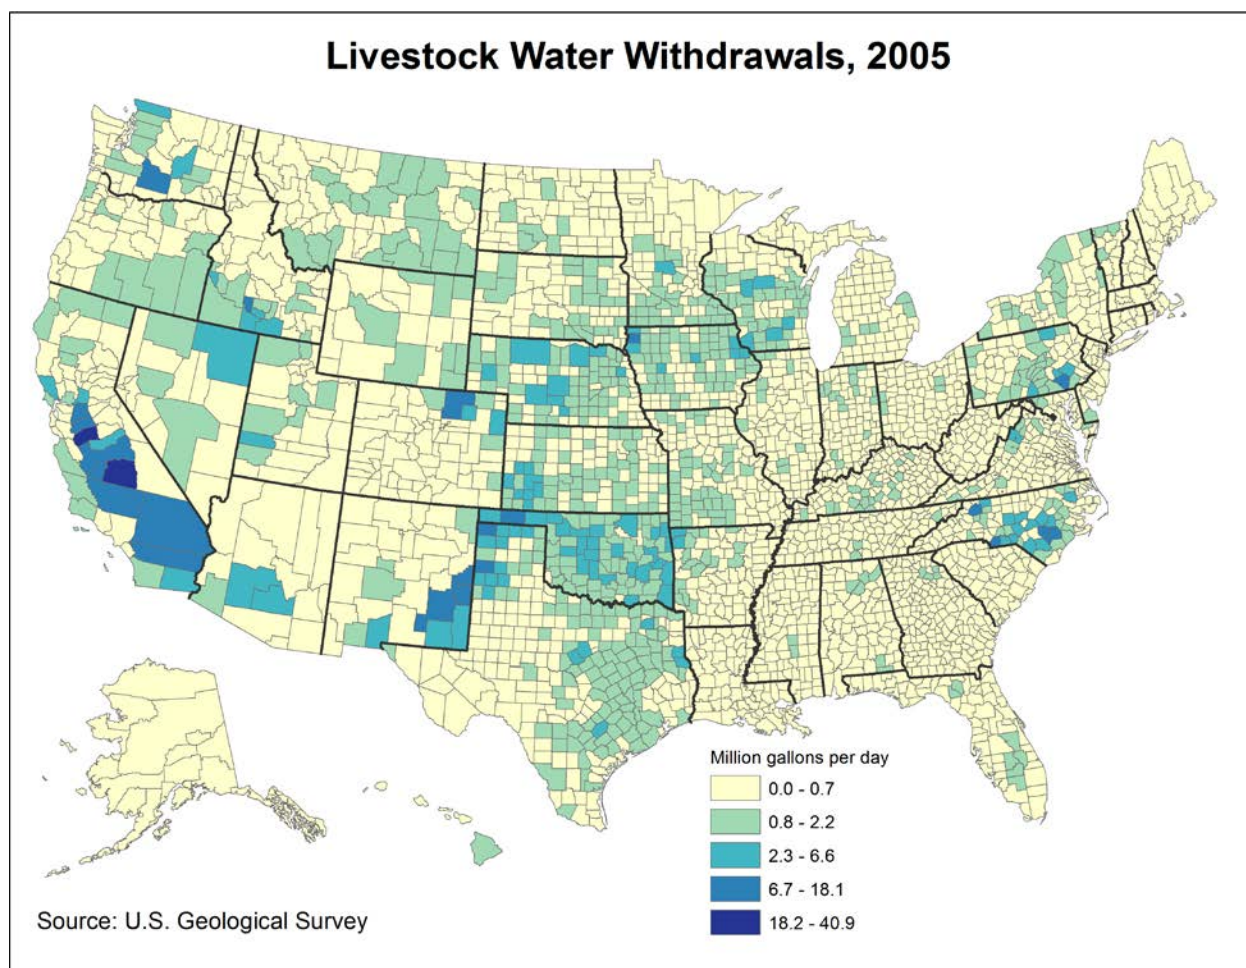 Livestock Water Withdrawals, 2005
Million gallons per day
0.0 - 0.7
0.8 - 2.2
2.3 - 6.6
6.7 - 18.1
18.2 - 40.9
Source: U.S. Geological Survey